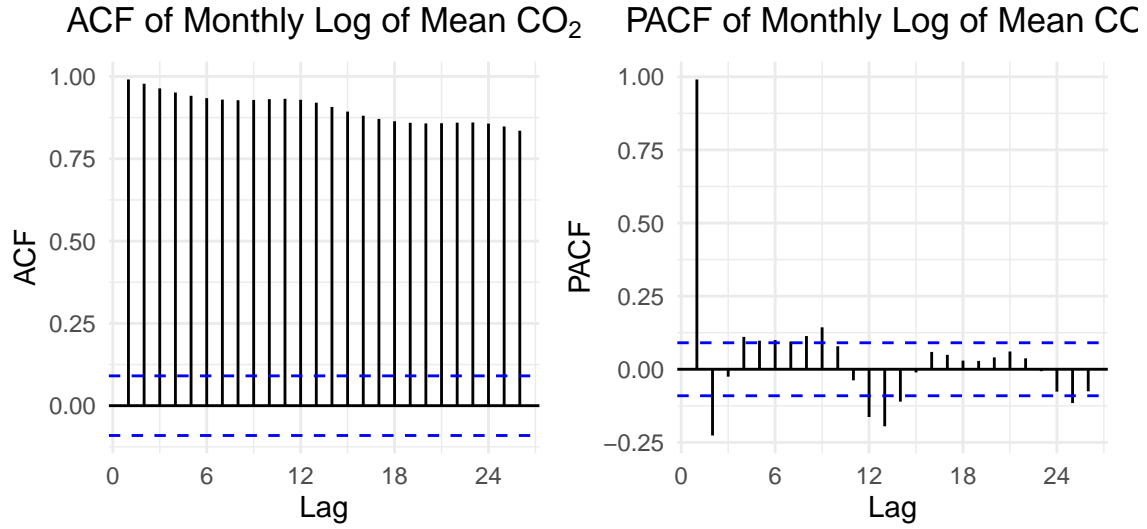 ACF of Monthly Log of Mean CO₂
1.00
0.75
0.50
0.25
0.00
ACF
0 6 12 18 24
Lag
PACF of Monthly Log of Mean CO
1.00
0.75
0.50
0.25
0.00
−0.25
PACF
0 6 12 18 24
Lag